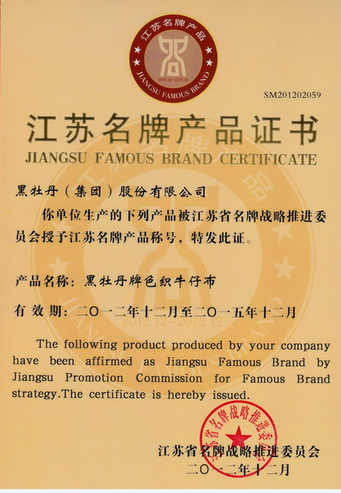 江苏名牌产品
2012.12-2015.12
JIANGSU FAMOUS BRAND
SM201202059
江苏名牌产品证书
JIANGSU FAMOUS BRAND CERTIFICATE
黑牡丹（集团）股份有限公司
你单位生产的下列产品被江苏省名牌战略推进委
员会授予江苏名牌产品称号，特发此证。
产品名称：黑牡丹牌色织牛仔布
有效期：二〇一二年十二月至二〇一五年十二月
2012.12-2015.12
The following product produced by your company
have been affirmed as Jiangsu Famous Brand by
Jiangsu Promotion Commission for Famous Brand
strategy.The certificate is hereby issued.
江苏省名牌战略推进委员会
江苏省名牌战略推进委员会
二〇一二年十二月